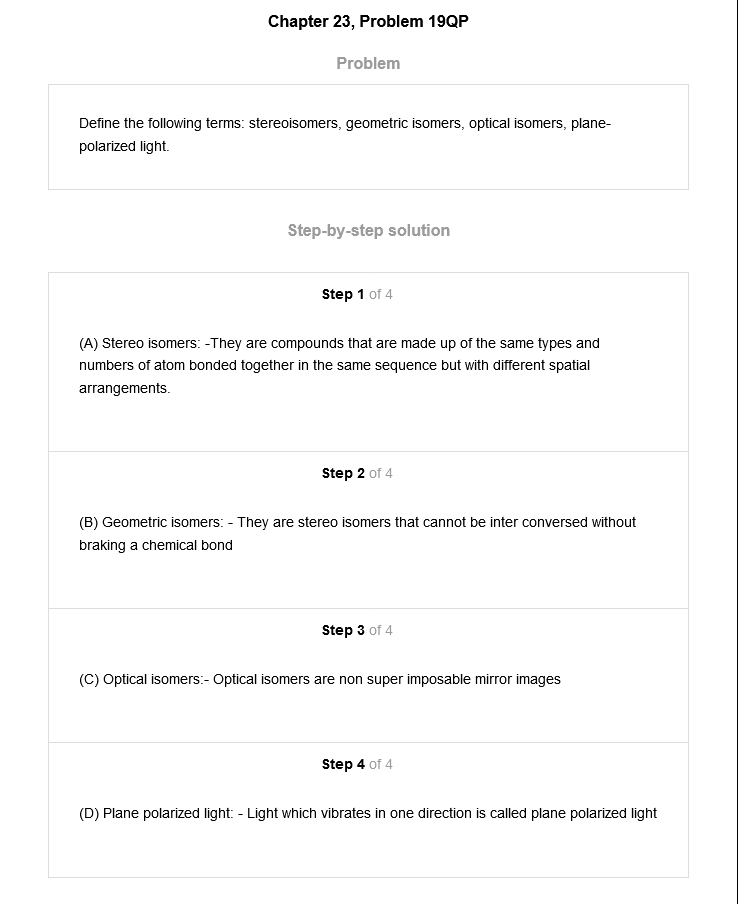 Chapter 23, Problem 19QP
Problem
Define the following terms: stereoisomers, geometric isomers, optical isomers, plane-
polarized light.
Step-by-step solution
Step 1 of 4
(A) Stereo isomers: -They are compounds that are made up of the same types and
numbers of atom bonded together in the same sequence but with different spatial
arrangements.
Step 2 of 4
(B) Geometric isomers: - They are stereo isomers that cannot be inter conversed without
braking a chemical bond
Step 3 of 4
(C) Optical isomers:- Optical isomers are non super imposable mirror images
Step 4 of 4
(D) Plane polarized light: - Light which vibrates in one direction is called plane polarized light